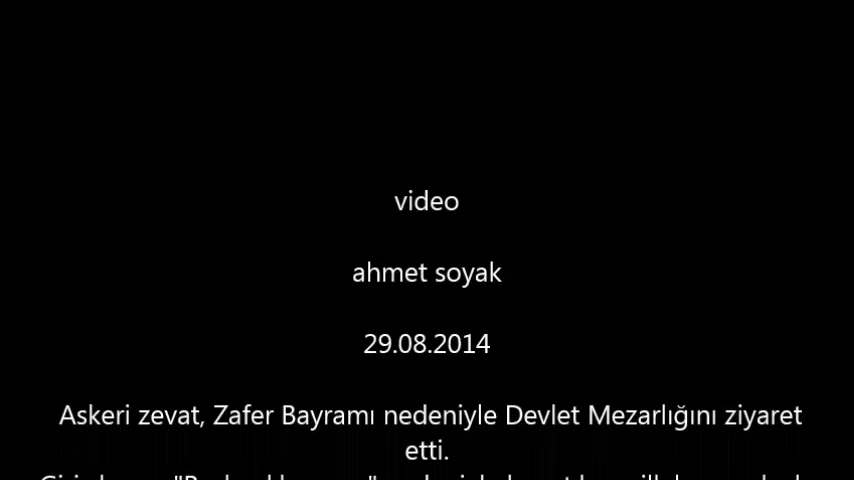 video
ahmet soyak
29.08.2014
Askeri zevat, Zafer Bayramı nedeniyle Devlet Mezarlığını ziyaret
etti.